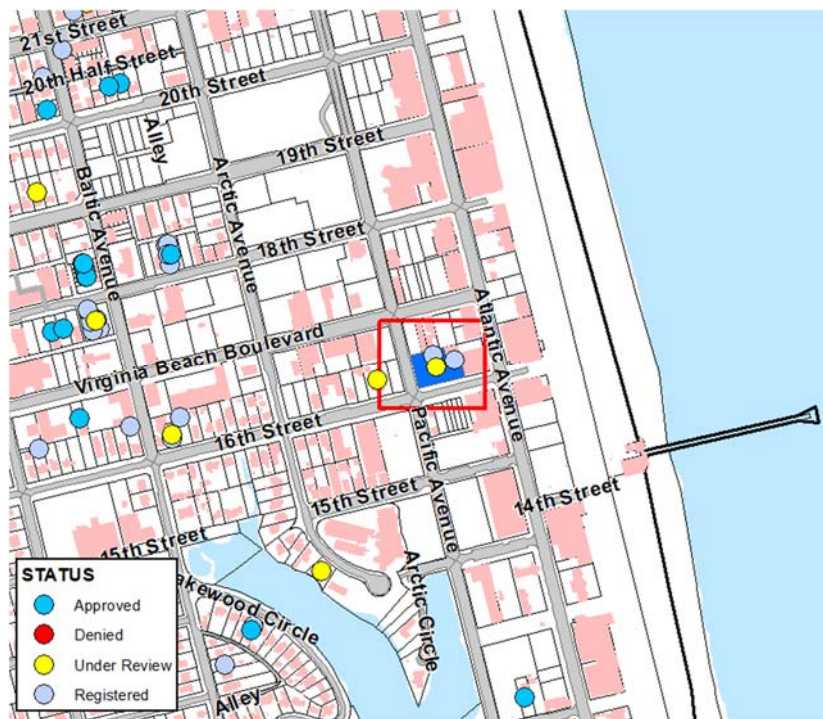 21st Street
20th Half Street
20th Street
Alley
19th Street
Baltic Avenue
Arctic Avenue
18th Street
Atlantic Avenue
Virginia Beach Boulevard
16th Street
Pacific Avenue
15th Street
14th Street
15th Street
Arctic Circle
akewood Circle
Alley
STATUS
Approved
Denied
Under Review
Registered